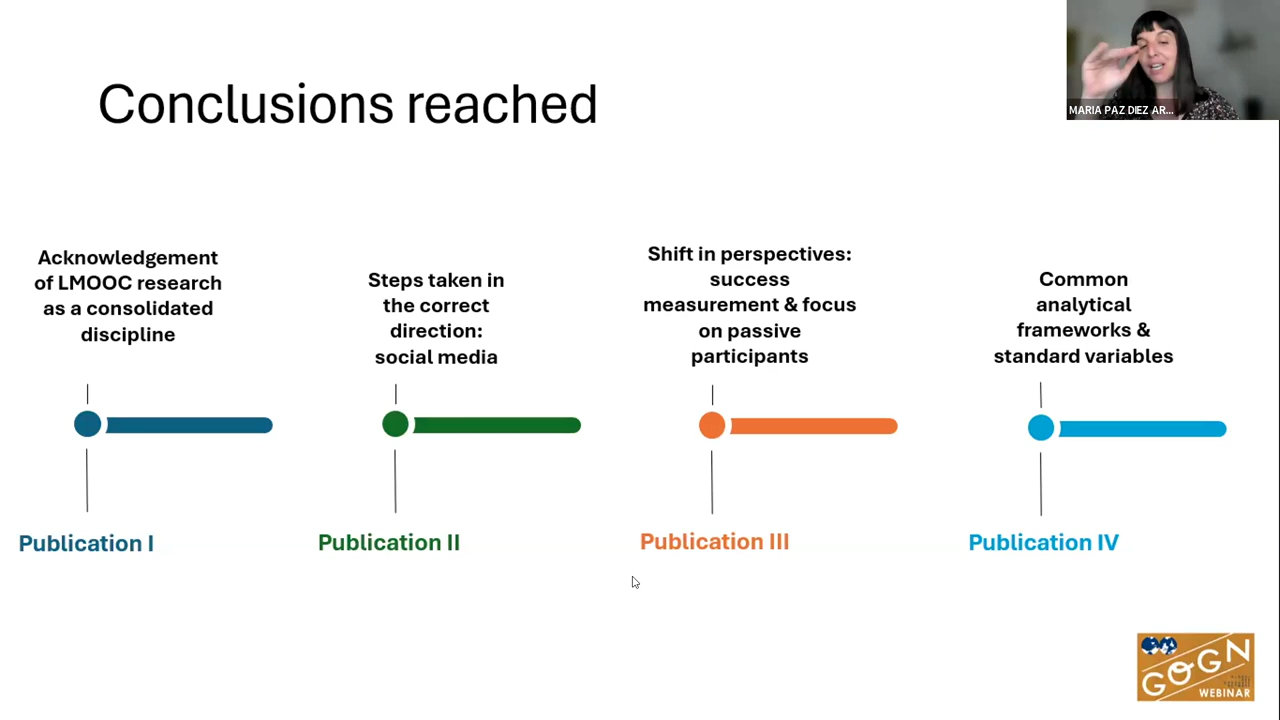 MARIA PAZ DIEZ AR...
Conclusions reached
Acknowledgement
of LMOOC research
as a consolidated
discipline
Steps taken in
the correct
direction:
social media
Shift in perspectives:
success
measurement & focus
on passive
participants
Common
analytical
frameworks &
standard variables
Publication I
Publication II
Publication III
Publication IV
GOGN
WEBINAR